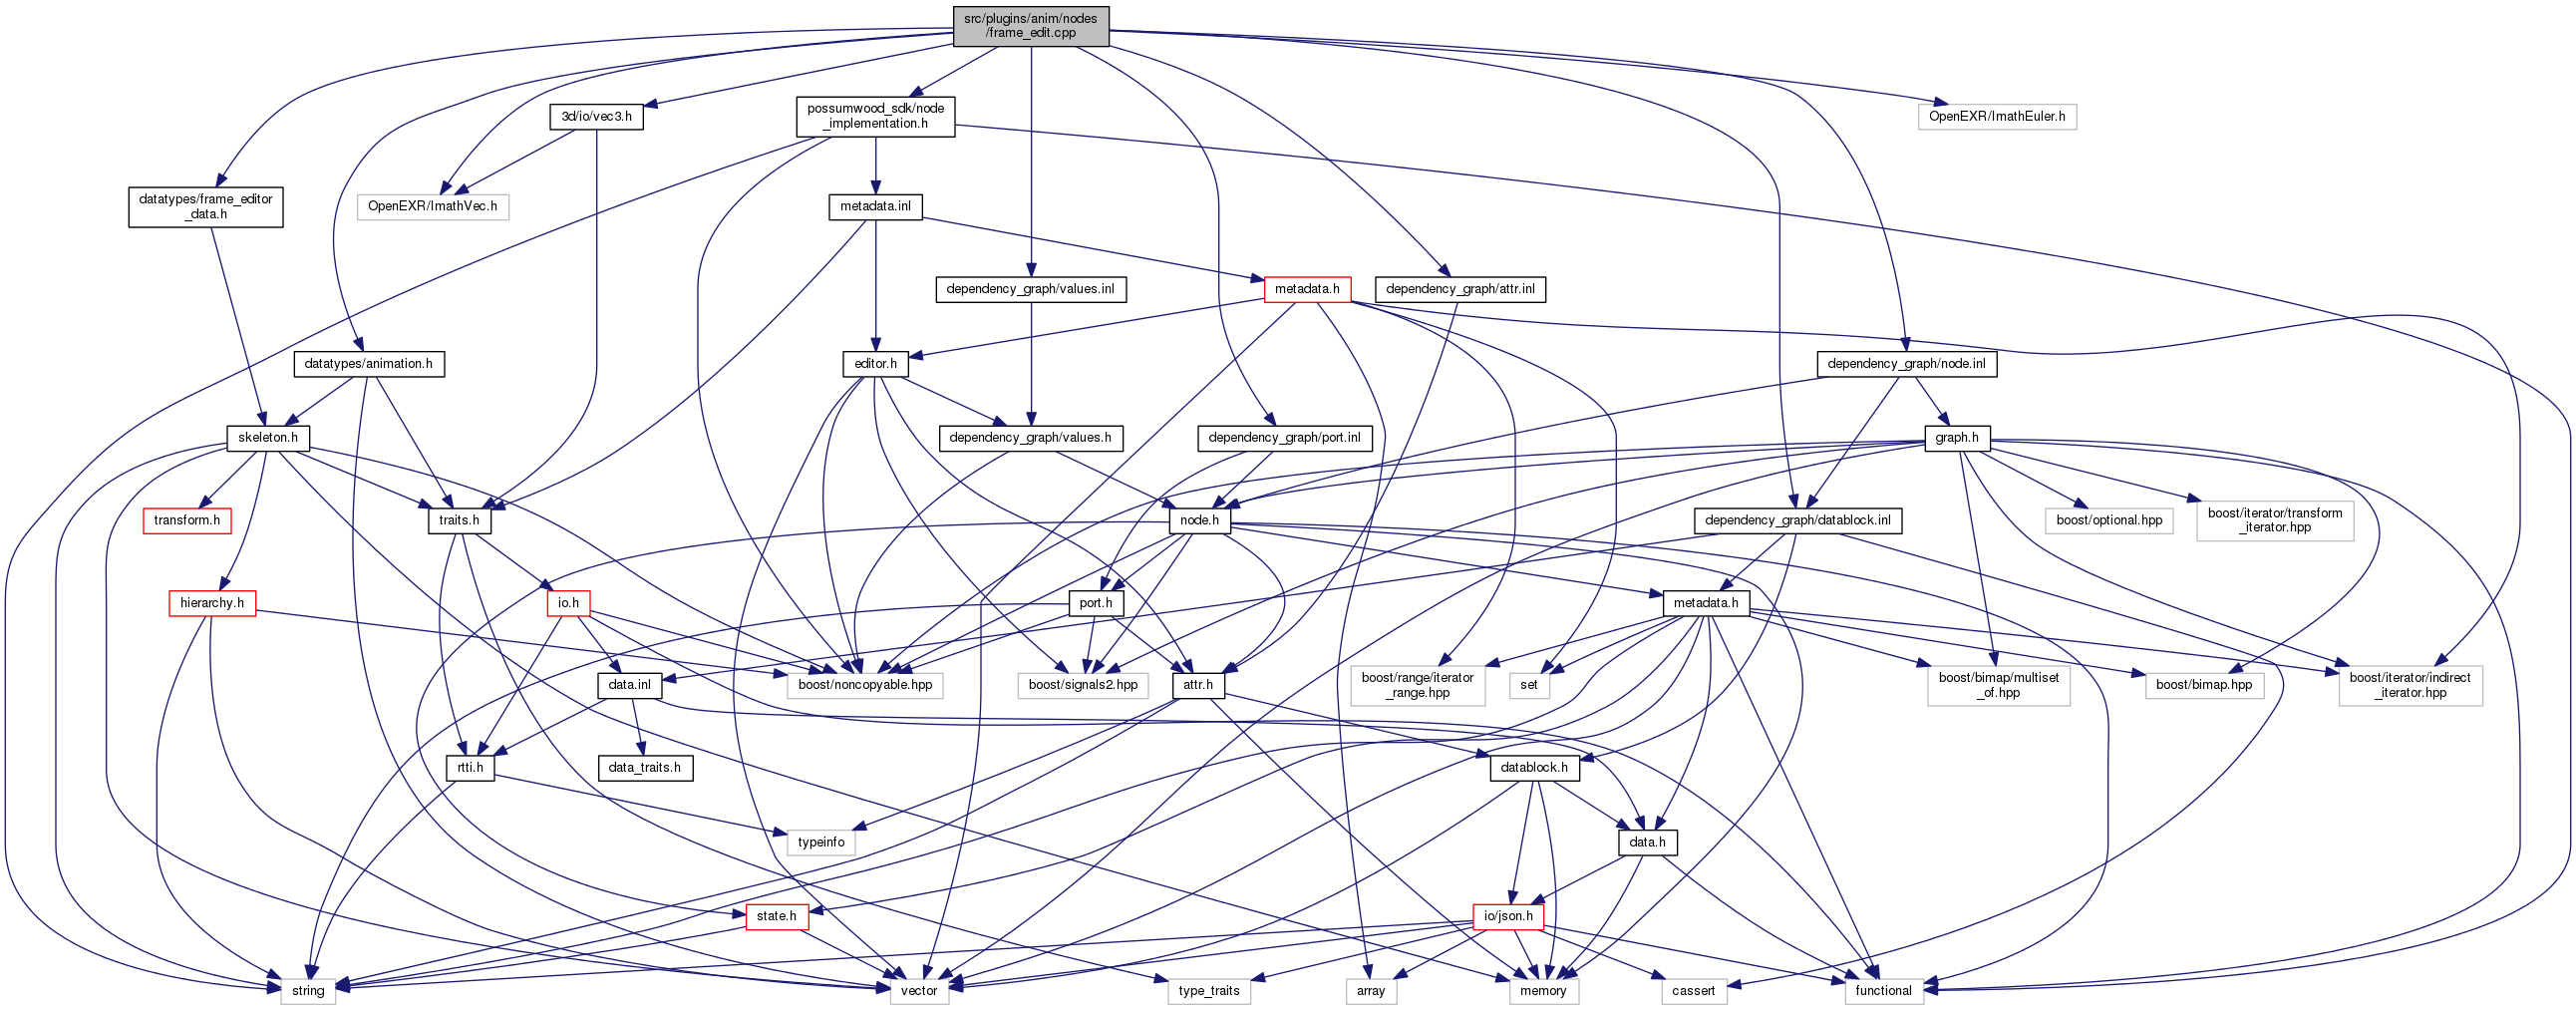 src/plugins/anim/nodes
/frame_edit.cpp
3d/io/vec3.h
possumwood_sdk/node
_implementation.h
OpenEXR/ImathEuler.h
datatypes/frame_editor
_data.h
OpenEXR/ImathVec.h
metadata.inl
dependency_graph/values.inl
metadata.h
dependency_graph/attr.inl
datatypes/animation.h
editor.h
dependency_graph/node.inl
skeleton.h
dependency_graph/values.h
dependency_graph/port.inl
graph.h
transform.h
traits.h
node.h
dependency_graph/datablock.inl
boost/optional.hpp
boost/iterator/transform
_iterator.hpp
hierarchy.h
io.h
port.h
metadata.h
data.inl
boost/noncopyable.hpp
boost/signals2.hpp
attr.h
boost/range/iterator
_range.hpp
set
boost/bimap/multiset
_of.hpp
boost/bimap.hpp
boost/iterator/indirect
_iterator.hpp
rtti.h
data_traits.h
datablock.h
typeinfo
data.h
state.h
io/json.h
string
vector
type_traits
array
memory
cassert
functional